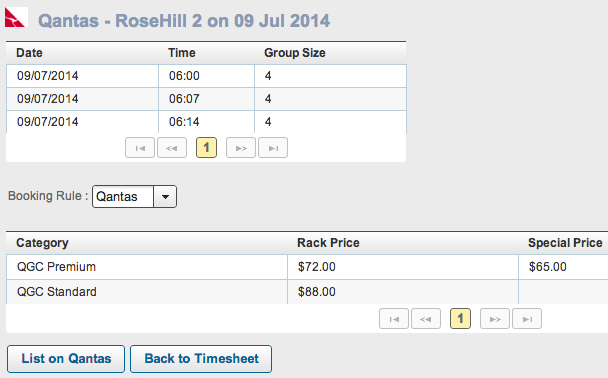 Qantas - RoseHill 2 on 09 Jul 2014
Date Time Group Size
09/07/2014 06:00 4
09/07/2014 06:07 4
09/07/2014 06:14 4
1
Booking Rule : Qantas
Category Rack Price Special Price
QGC Premium $72.00 $65.00
QGC Standard $88.00
1
List on Qantas Back to Timesheet